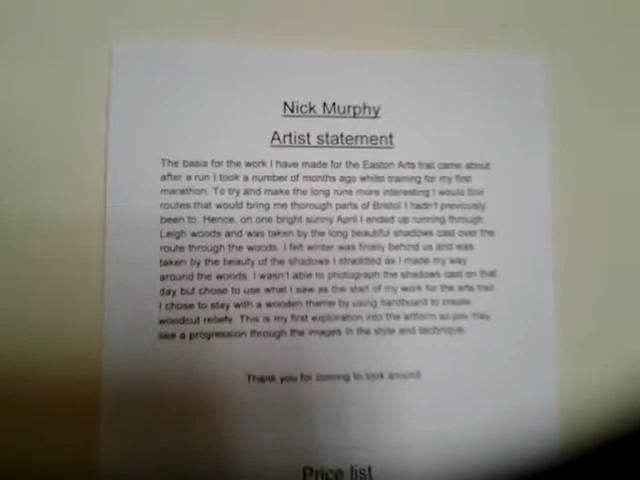 Nick Murphy
Artist statement
The basis for the work I have made for the Easton Arts trail came about
after a run I took a number of months ago whilst training for my first
marathon. To try and make the long runs more interesting I would find
routes that would bring me thorough parts of Bristol I hadn't previously
been to. Hence, on one bright sunny April I ended up running through
Leigh woods and was taken by the long beautiful shadows cast over the
route through the woods. I felt winter was finally behind us and was
taken by the beauty of the shadows I straddled as I made my way
around the woods. I wasn't able to photograph the shadows cast on that
day but chose to use what I saw as the start of my work for the arts trail.
I chose to stay with a wooden theme by using hardboard to create
woodcut reliefs. This is my first exploration into the artform so you may
see a progression through the images in the style and technique.
Thank you for coming to look around
Price list